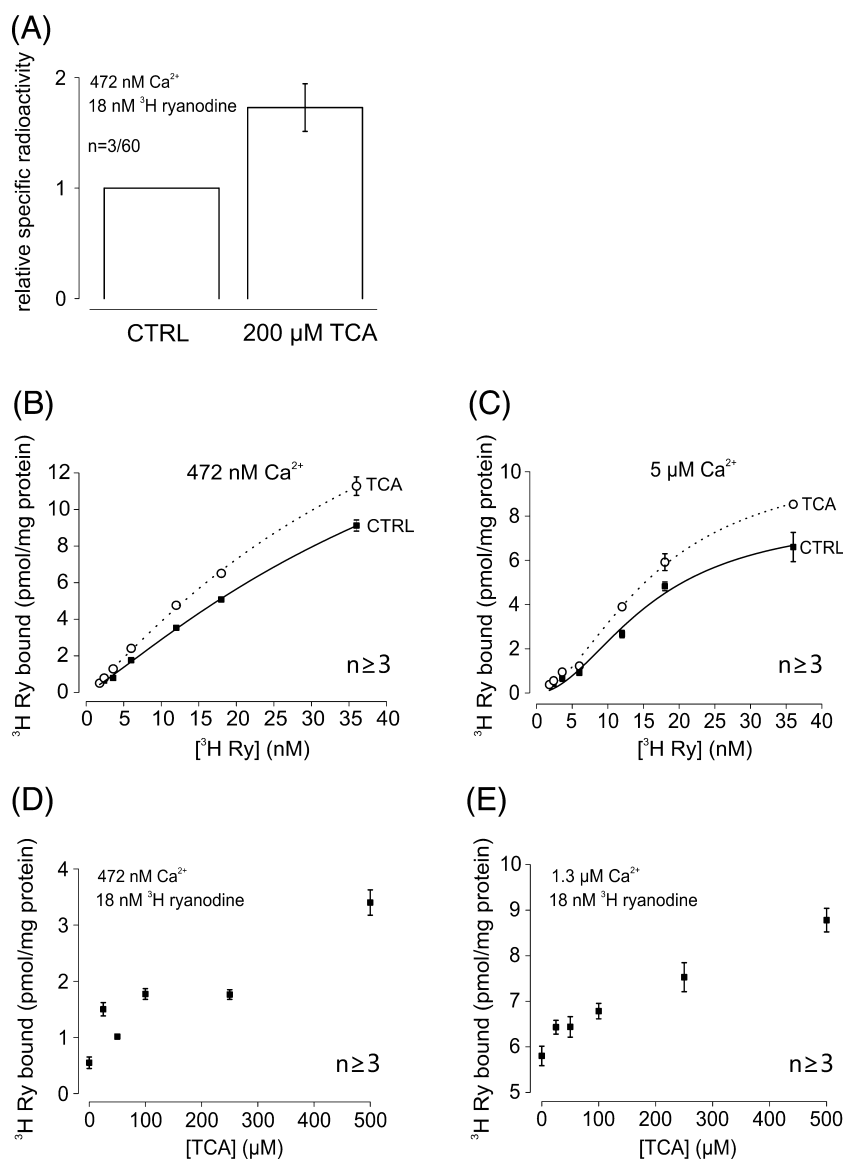 (A)
relative specific radioactivity
2
1
0
472 nM Ca²⁺
18 nM ³H ryanodine
n=3/60
CTRL
200 µM TCA
(B)
³H Ry bound (pmol/mg protein)
12
10
8
6
4
2
0
472 nM Ca²⁺
TCA
CTRL
n≥3
0 5 10 15 20 25 30 35 40
[³H Ry] (nM)
(C)
³H Ry bound (pmol/mg protein)
10
8
6
4
2
0
5 µM Ca²⁺
TCA
CTRL
n≥3
0 5 10 15 20 25 30 35 40
[³H Ry] (nM)
(D)
³H Ry bound (pmol/mg protein)
4
3
2
1
0
472 nM Ca²⁺
18 nM ³H ryanodine
n≥3
0 100 200 300 400 500
[TCA] (µM)
(E)
³H Ry bound (pmol/mg protein)
10
9
8
7
6
5
1.3 µM Ca²⁺
18 nM ³H ryanodine
n≥3
0 100 200 300 400 500
[TCA] (µM)